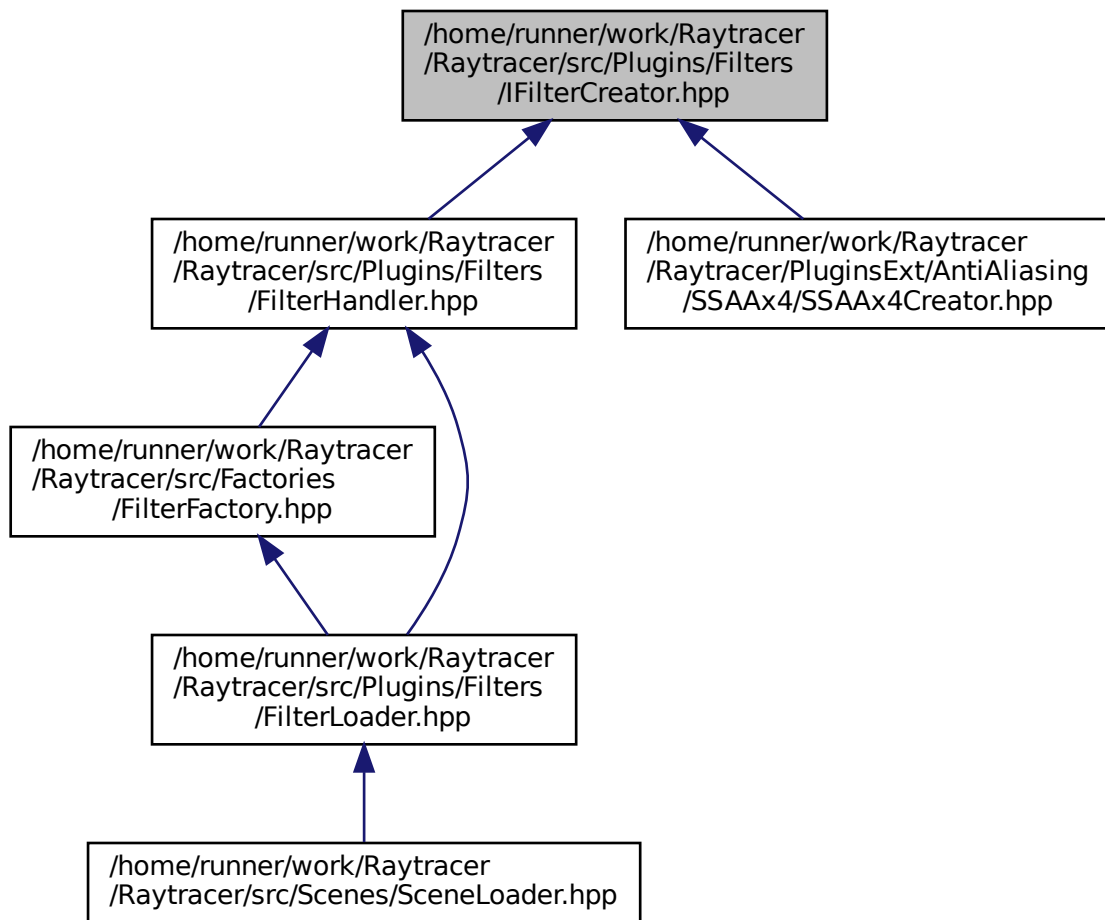 /home/runner/work/Raytracer
/Raytracer/src/Plugins/Filters
/IFilterCreator.hpp
/home/runner/work/Raytracer
/Raytracer/src/Plugins/Filters
/FilterHandler.hpp
/home/runner/work/Raytracer
/Raytracer/PluginsExt/AntiAliasing
/SSAAx4/SSAAx4Creator.hpp
/home/runner/work/Raytracer
/Raytracer/src/Factories
/FilterFactory.hpp
/home/runner/work/Raytracer
/Raytracer/src/Plugins/Filters
/FilterLoader.hpp
/home/runner/work/Raytracer
/Raytracer/src/Scenes/SceneLoader.hpp